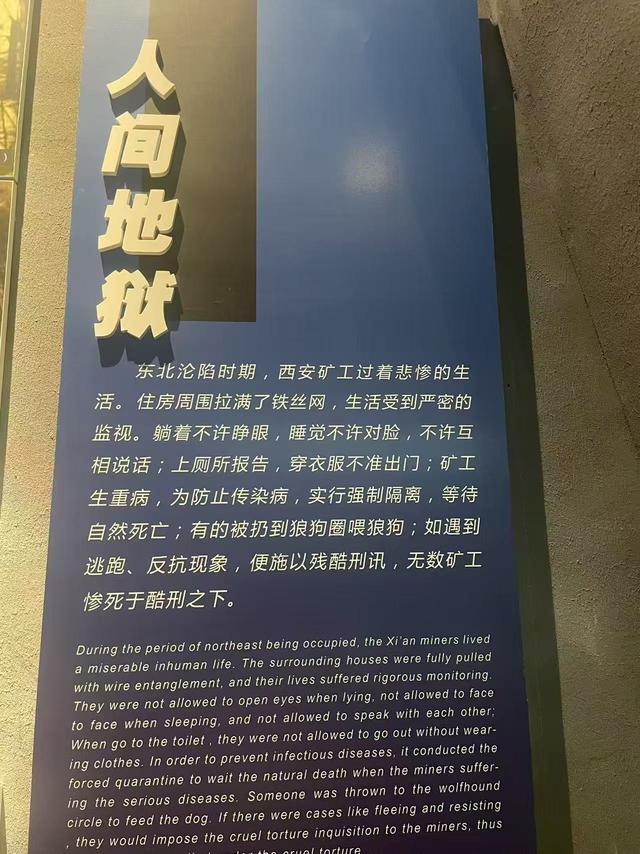 人间地狱
东北沦陷时期，西安矿工过着悲惨的生
活。住房周围拉满了铁丝网，生活受到严密的
监视。躺着不许睁眼，睡觉不许对脸，不许互
相说话；上厕所报告，穿衣服不准出门；矿工
生重病，为防止传染病，实行强制隔离，等待
自然死亡；有的被扔到狼狗圈喂狼狗；如遇到
逃跑、反抗现象，便施以残酷刑讯，无数矿工
惨死于酷刑之下。
During the period of northeast being occupied, the Xi'an miners lived
a miserable inhuman life. The surrounding houses were fully pulled
with wire entanglement, and their lives suffered rigorous monitoring.
They were not allowed to open eyes when lying, not allowed to face
to face when sleeping, and not allowed to speak with each other;
When go to the toilet , they were not allowed to go out without wear-
ing clothes. In order to prevent infectious diseases, it conducted the
forced quarantine to wait the natural death when the miners suffer-
ing the serious diseases. Someone was thrown to the wolfhound
circle to feed the dog. If there were cases like fleeing and resisting
, they would impose the cruel torture inquisition to the miners, thus
the cruel torture.